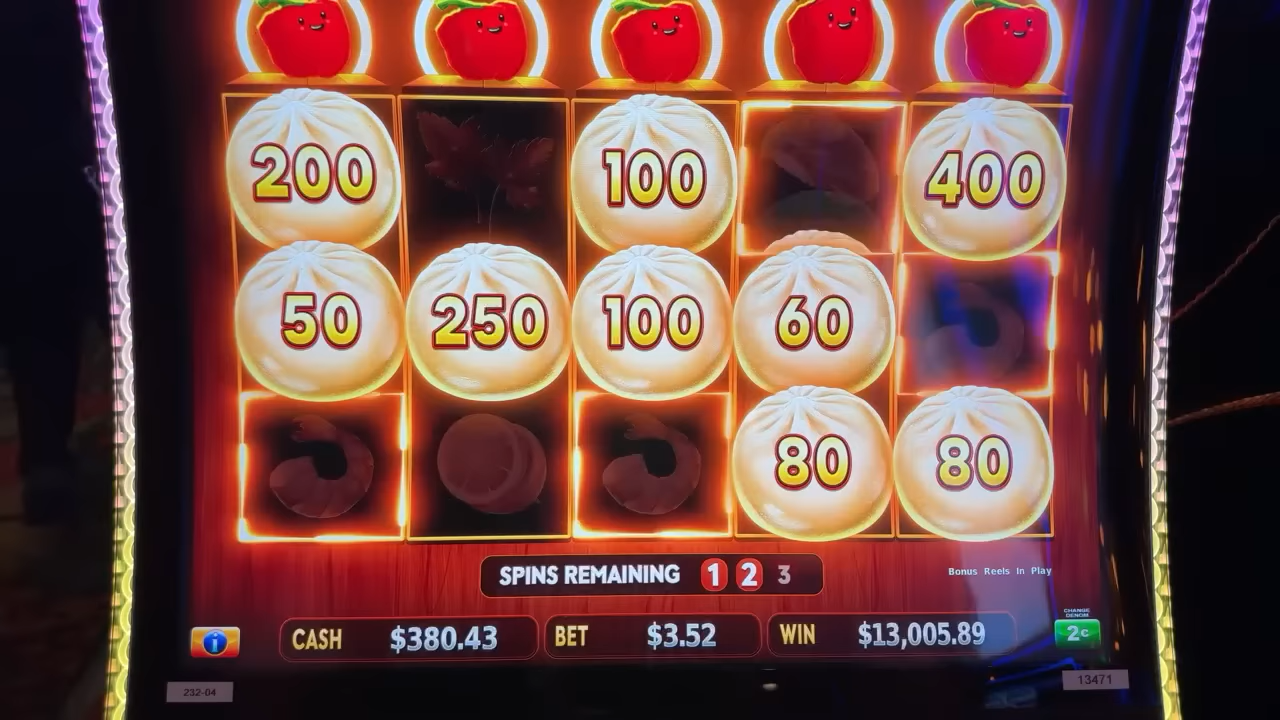 200 100 400
50 250 100 60
80 80
SPINS REMAINING 1 2 3
Bonus Reels In Play
CASH $380.43 BET $3.52 WIN $13,005.89
CHANGE
DENOM
2¢
232-04
13471